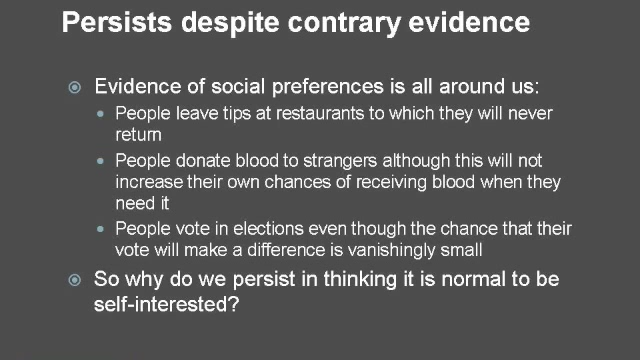 Persists despite contrary evidence
Evidence of social preferences is all around us:
People leave tips at restaurants to which they will never
return
People donate blood to strangers although this will not
increase their own chances of receiving blood when they
need it
People vote in elections even though the chance that their
vote will make a difference is vanishingly small
So why do we persist in thinking it is normal to be
self-interested?